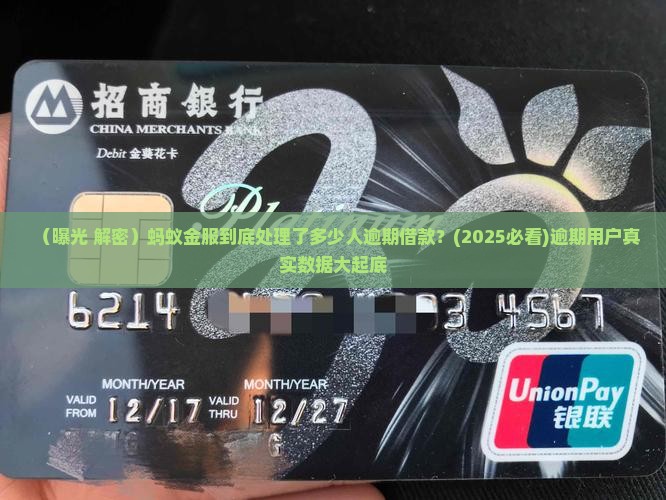 招商銀行
CHINA MERCHANTS BANK
Debit 金葵花卡
Platinum
（曝光 解密）蚂蚁金服到底处理了多少人逾期借款？(2025必看)逾期用户真
实数据大起底
6214 03 4567
MONTH/YEAR MONTH/YEAR
VALID FROM 12/17 VALID THRU 12/27
G
UnionPay
银联